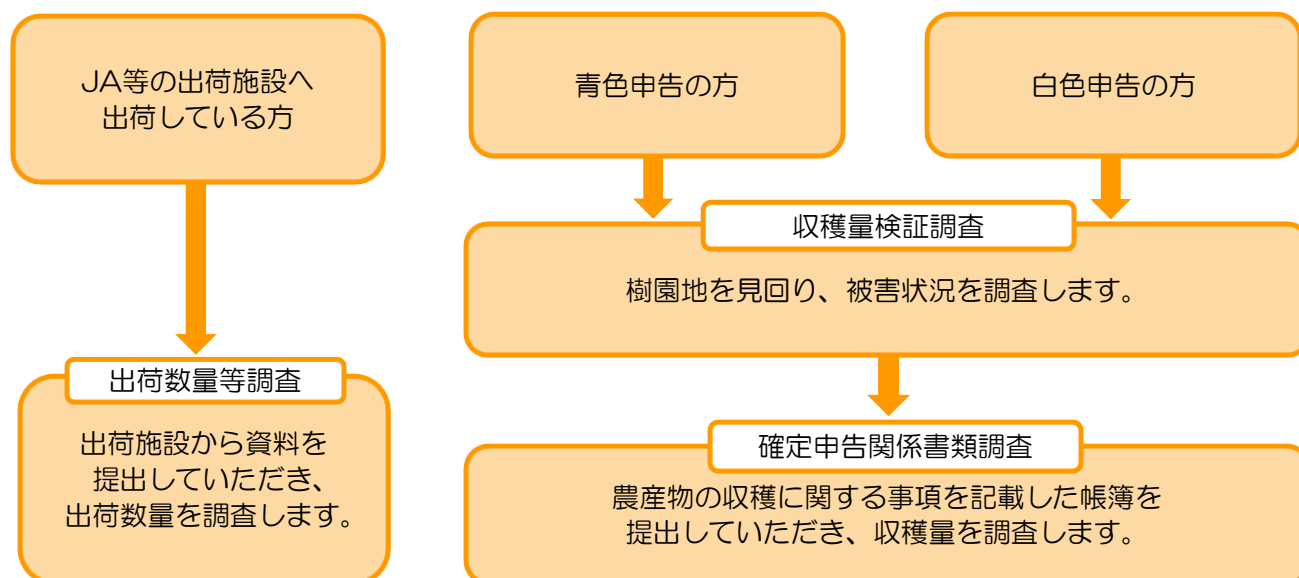 JA等の出荷施設へ
出荷している方
出荷数量等調査
出荷施設から資料を
提出していただき、
出荷数量を調査します。
青色申告の方
白色申告の方
収穫量検証調査
樹園地を見回り、被害状況を調査します。
確定申告関係書類調査
農産物の収穫に関する事項を記載した帳簿を
提出していただき、収穫量を調査します。